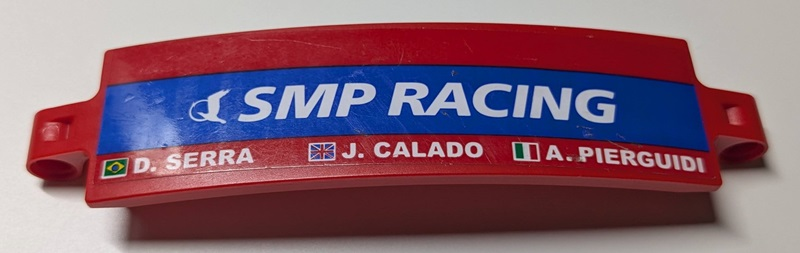 SMP RACING
D. SERRA J. CALADO A. PIERGUIDI